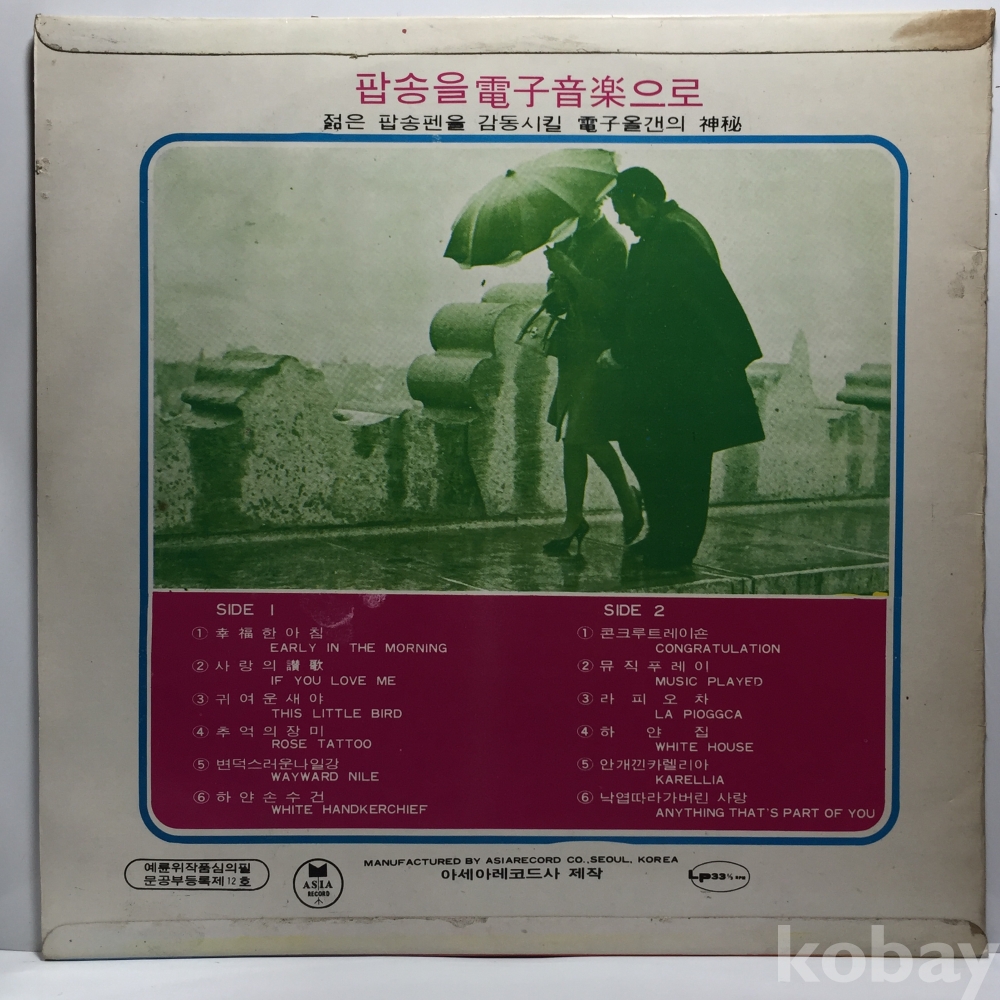 팝송을 電子音楽으로
젊은 팝송펜을 감동시킬 電子올갠의 神秘
SIDE 1
① 幸福한아침
EARLY IN THE MORNING
② 사랑의 讃歌
IF YOU LOVE ME
③ 귀여운새야
THIS LITTLE BIRD
④ 추억의장미
ROSE TATTOO
⑤ 변덕스러운나일강
WAYWARD NILE
⑥ 하얀손수건
WHITE HANDKERCHIEF
SIDE 2
① 콘크루트레이숀
CONGRATULATION
② 뮤직푸레이
MUSIC PLAYED
③ 라피오차
LA PIOGGCA
④ 하얀집
WHITE HOUSE
⑤ 안개낀카렐리아
KARELLIA
⑥ 낙엽따라가버린 사랑
ANYTHING THAT'S PART OF YOU
예륜위작품심의필
문공부등록제12호
ASIA
RECORD
MANUFACTURED BY ASIARECORD CO., SEOUL, KOREA
아세아레코드사 제작
LP33⅓ RPM
kobay